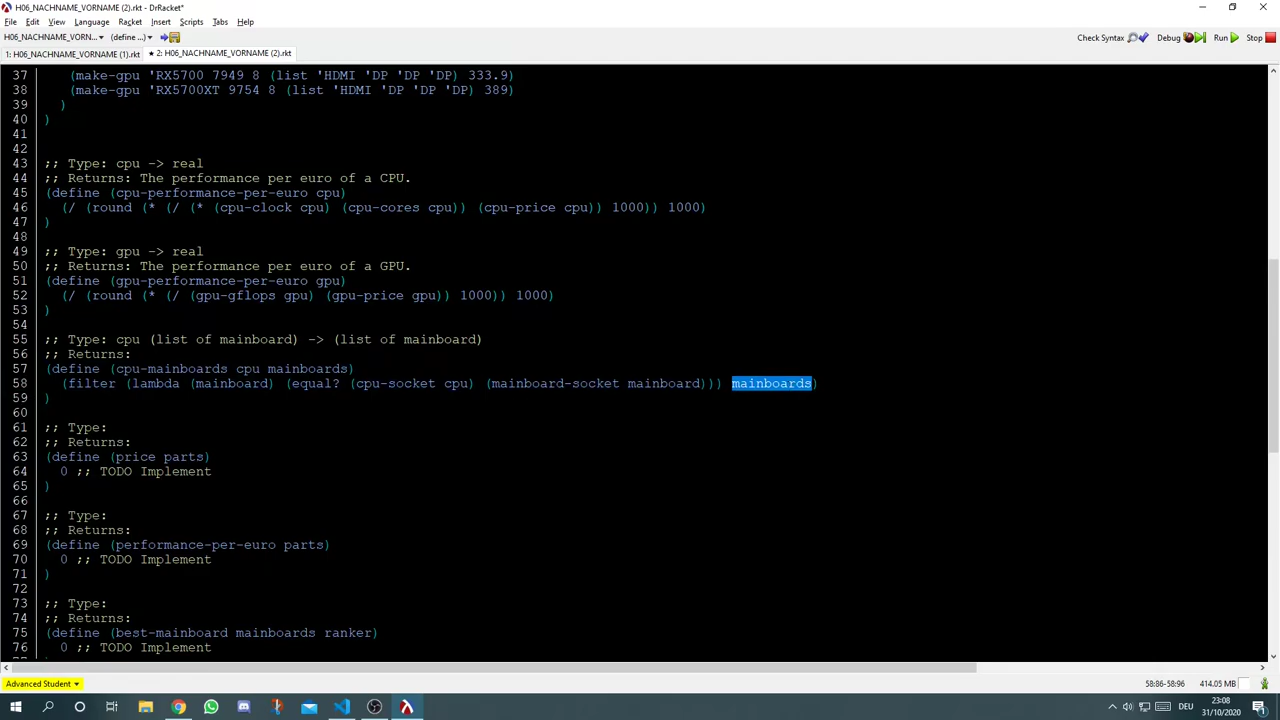 H06_NACHNAME_VORNAME (2).rkt - DrRacket*
File Edit View Language Racket Insert Scripts Tabs Help
H06_NACHNAME_VORN... (define ...) Check Syntax Debug Run Stop
1: H06_NACHNAME_VORNAME (1).rkt ★ 2: H06_NACHNAME_VORNAME (2).rkt
37 (make-gpu 'RX5700 7949 8 (list 'HDMI 'DP 'DP 'DP) 333.9)
38 (make-gpu 'RX5700XT 9754 8 (list 'HDMI 'DP 'DP 'DP) 389)
39 )
40 )
41
42
43 ;; Type: cpu -> real
44 ;; Returns: The performance per euro of a CPU.
45 (define (cpu-performance-per-euro cpu)
46 (/ (round (* (/ (* (cpu-clock cpu) (cpu-cores cpu)) (cpu-price cpu)) 1000)) 1000)
47 )
48
49 ;; Type: gpu -> real
50 ;; Returns: The performance per euro of a GPU.
51 (define (gpu-performance-per-euro gpu)
52 (/ (round (* (/ (gpu-gflops gpu) (gpu-price gpu)) 1000)) 1000)
53 )
54
55 ;; Type: cpu (list of mainboard) -> (list of mainboard)
56 ;; Returns:
57 (define (cpu-mainboards cpu mainboards)
58 (filter (lambda (mainboard) (equal? (cpu-socket cpu) (mainboard-socket mainboard))) mainboards)
59 )
60
61 ;; Type:
62 ;; Returns:
63 (define (price parts)
64 0 ;; TODO Implement
65 )
66
67 ;; Type:
68 ;; Returns:
69 (define (performance-per-euro parts)
70 0 ;; TODO Implement
71 )
72
73 ;; Type:
74 ;; Returns:
75 (define (best-mainboard mainboards ranker)
76 0 ;; TODO Implement
Advanced Student 58:86-58:96 414.05 MB
DEU
23:08
31/10/2020